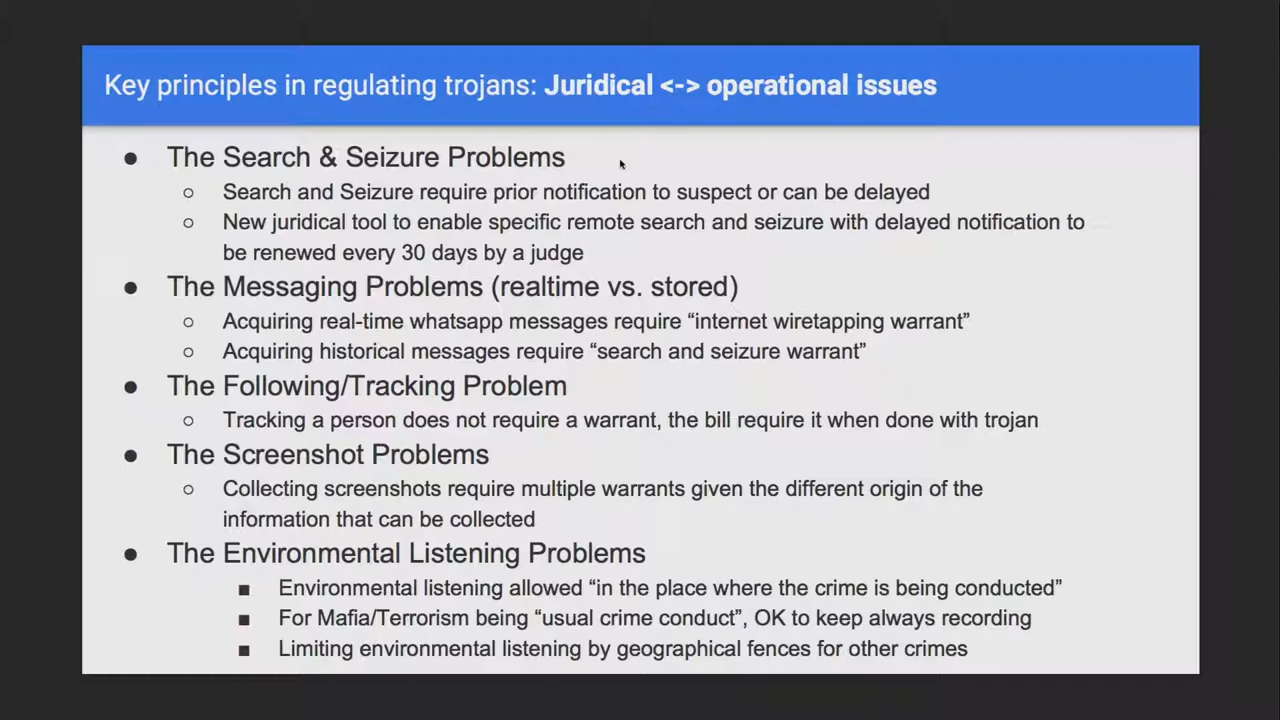 Key principles in regulating trojans: Juridical <-> operational issues
● The Search & Seizure Problems
○ Search and Seizure require prior notification to suspect or can be delayed
○ New juridical tool to enable specific remote search and seizure with delayed notification to
be renewed every 30 days by a judge
● The Messaging Problems (realtime vs. stored)
○ Acquiring real-time whatsapp messages require “internet wiretapping warrant”
○ Acquiring historical messages require “search and seizure warrant”
● The Following/Tracking Problem
○ Tracking a person does not require a warrant, the bill require it when done with trojan
● The Screenshot Problems
○ Collecting screenshots require multiple warrants given the different origin of the
information that can be collected
● The Environmental Listening Problems
■ Environmental listening allowed “in the place where the crime is being conducted”
■ For Mafia/Terrorism being “usual crime conduct”, OK to keep always recording
■ Limiting environmental listening by geographical fences for other crimes